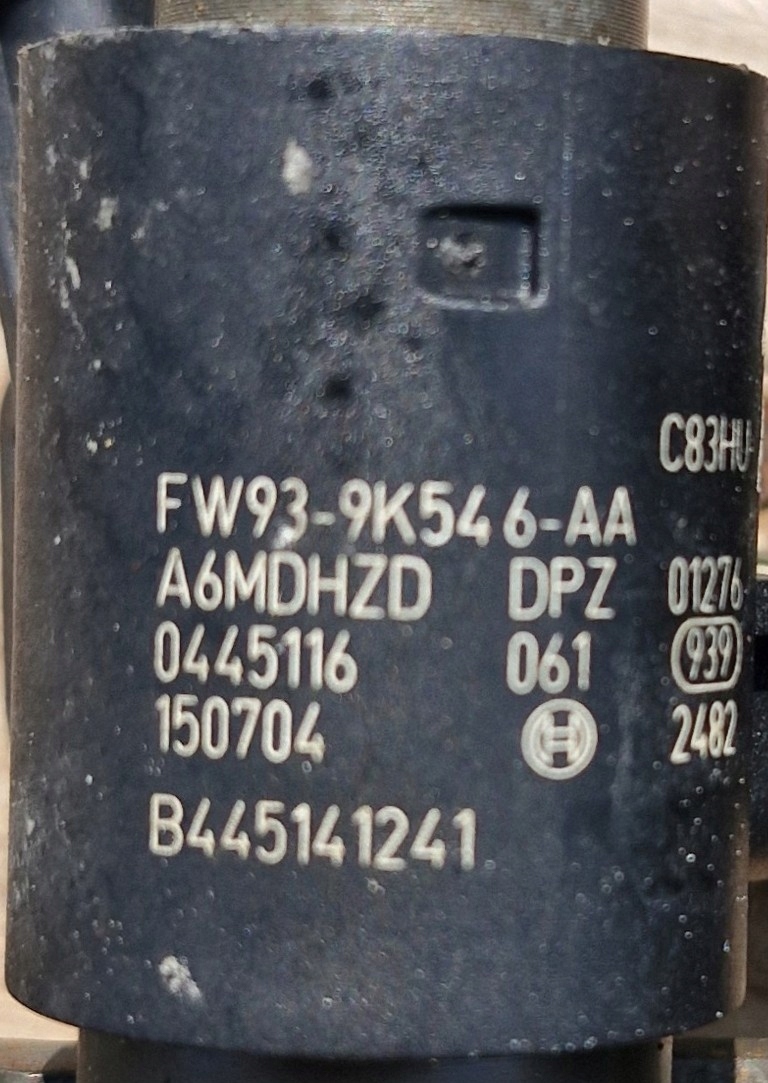 C83HU-
FW93-9K546-AA
A6MDHZD DPZ 01276
0445116 061 939
150704 2482
B445141241